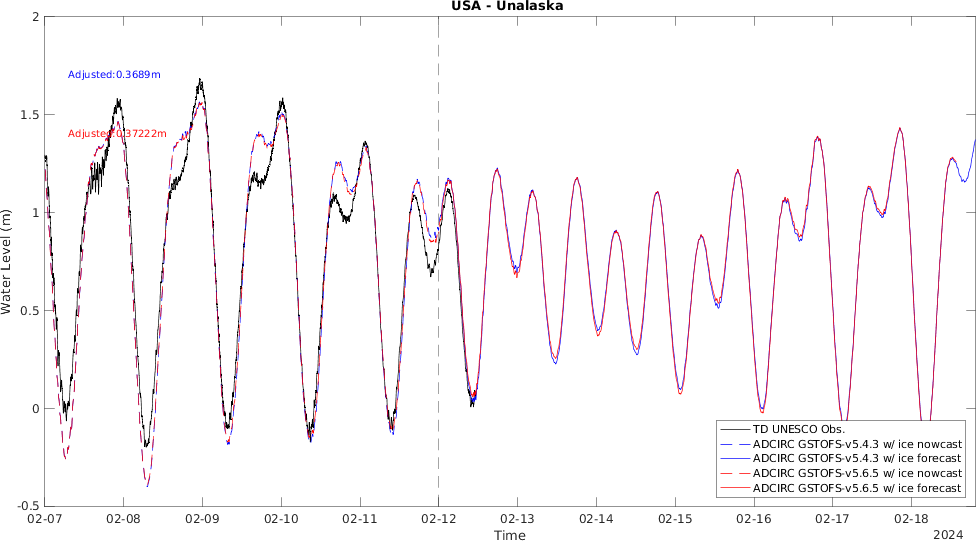 USA - Unalaska
2
1.5
1
0.5
0
-0.5
Water Level (m)
Adjusted:0.3689m
Adjusted:0.37222m
TD UNESCO Obs.
ADCIRC GSTOFS-v5.4.3 w/ ice nowcast
ADCIRC GSTOFS-v5.4.3 w/ ice forecast
ADCIRC GSTOFS-v5.6.5 w/ ice nowcast
ADCIRC GSTOFS-v5.6.5 w/ ice forecast
02-07 02-08 02-09 02-10 02-11 02-12 02-13 02-14 02-15 02-16 02-17 02-18
Time
2024